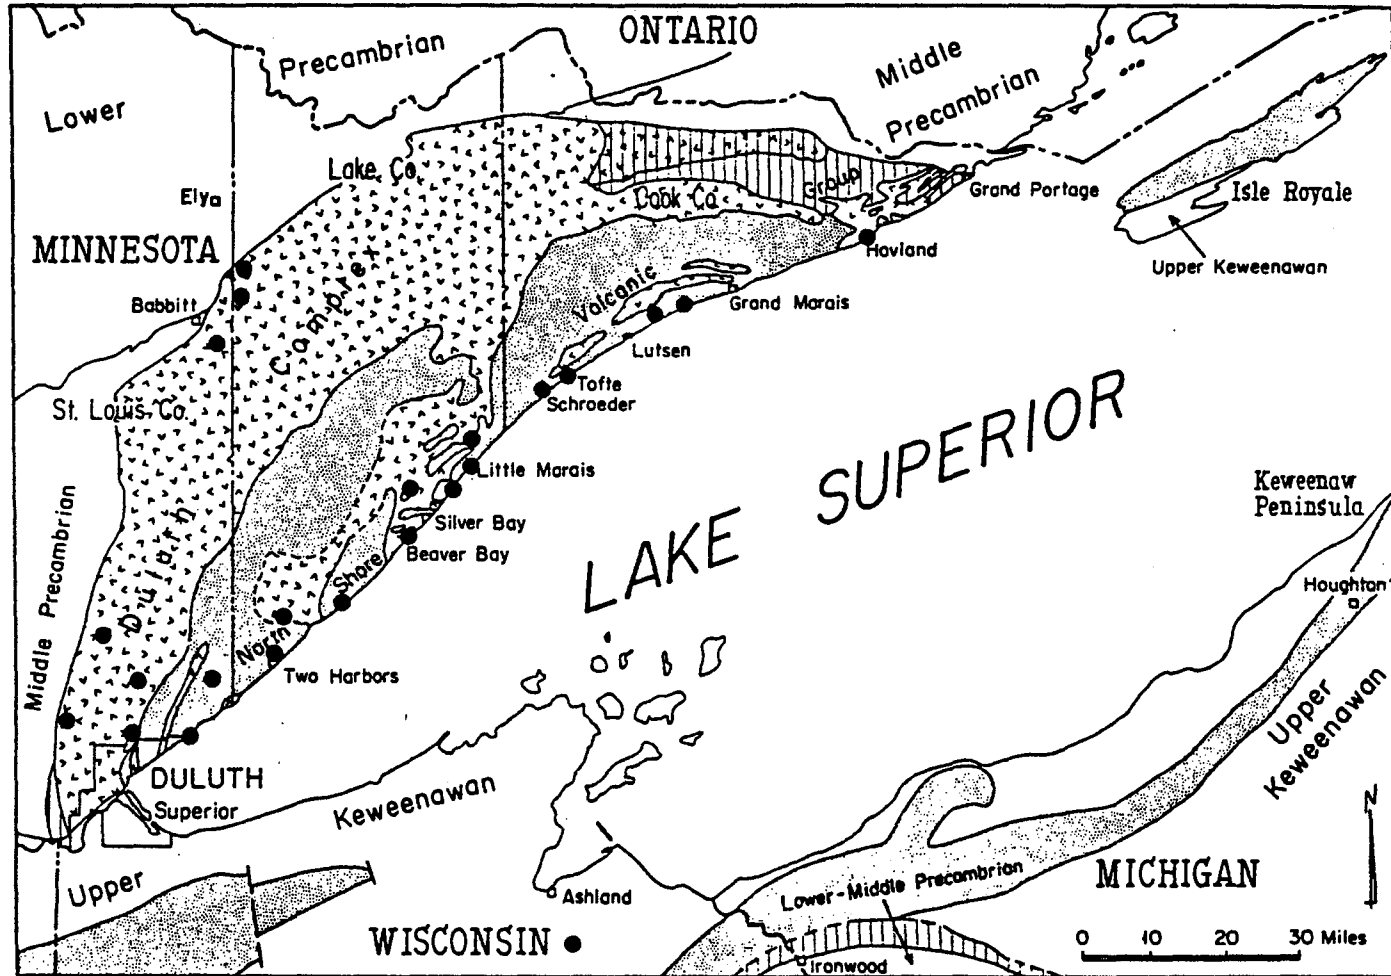 ONTARIO
Precambrian
Middle
Precambrian
Lower
Lake Co.
Group
Grand Portage
Elya
Cook Co
Isle Royale
MINNESOTA
Hovland
Upper Keweenawan
Babbitt
Complex
Volcanic
Grand Marais
Lutsen
Tofte
Schroeder
St. Louis Co.
LAKE SUPERIOR
Little Marais
Keweenaw
Peninsula
Middle Precambrian
Duluth
Silver Bay
Beaver Bay
Shore
Houghton
North
Two Harbors
Upper
Keweenawan
DULUTH
Superior
Keweenawan
N
Upper
Ashland
Lower-Middle Precambrian
MICHIGAN
WISCONSIN
Ironwood
0 10 20 30 Miles